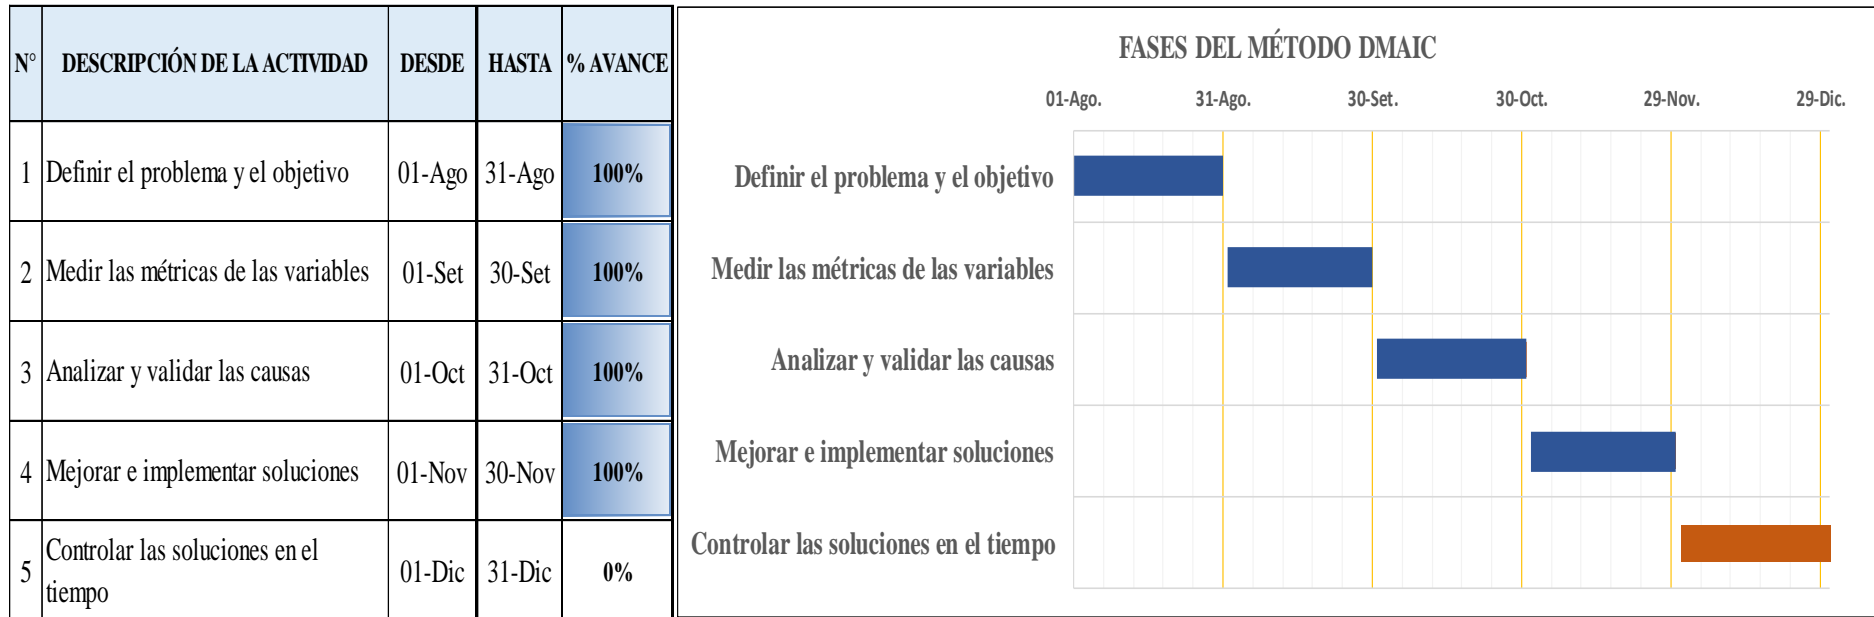 N° DESCRIPCIÓN DE LA ACTIVIDAD DESDE HASTA % AVANCE
1 Definir el problema y el objetivo 01-Ago 31-Ago 100%
2 Medir las métricas de las variables 01-Set 30-Set 100%
3 Analizar y validar las causas 01-Oct 31-Oct 100%
4 Mejorar e implementar soluciones 01-Nov 30-Nov 100%
5 Controlar las soluciones en el
tiempo 01-Dic 31-Dic 0%
FASES DEL MÉTODO DMAIC
01-Ago. 31-Ago. 30-Set. 30-Oct. 29-Nov. 29-Dic.
Definir el problema y el objetivo
Medir las métricas de las variables
Analizar y validar las causas
Mejorar e implementar soluciones
Controlar las soluciones en el tiempo